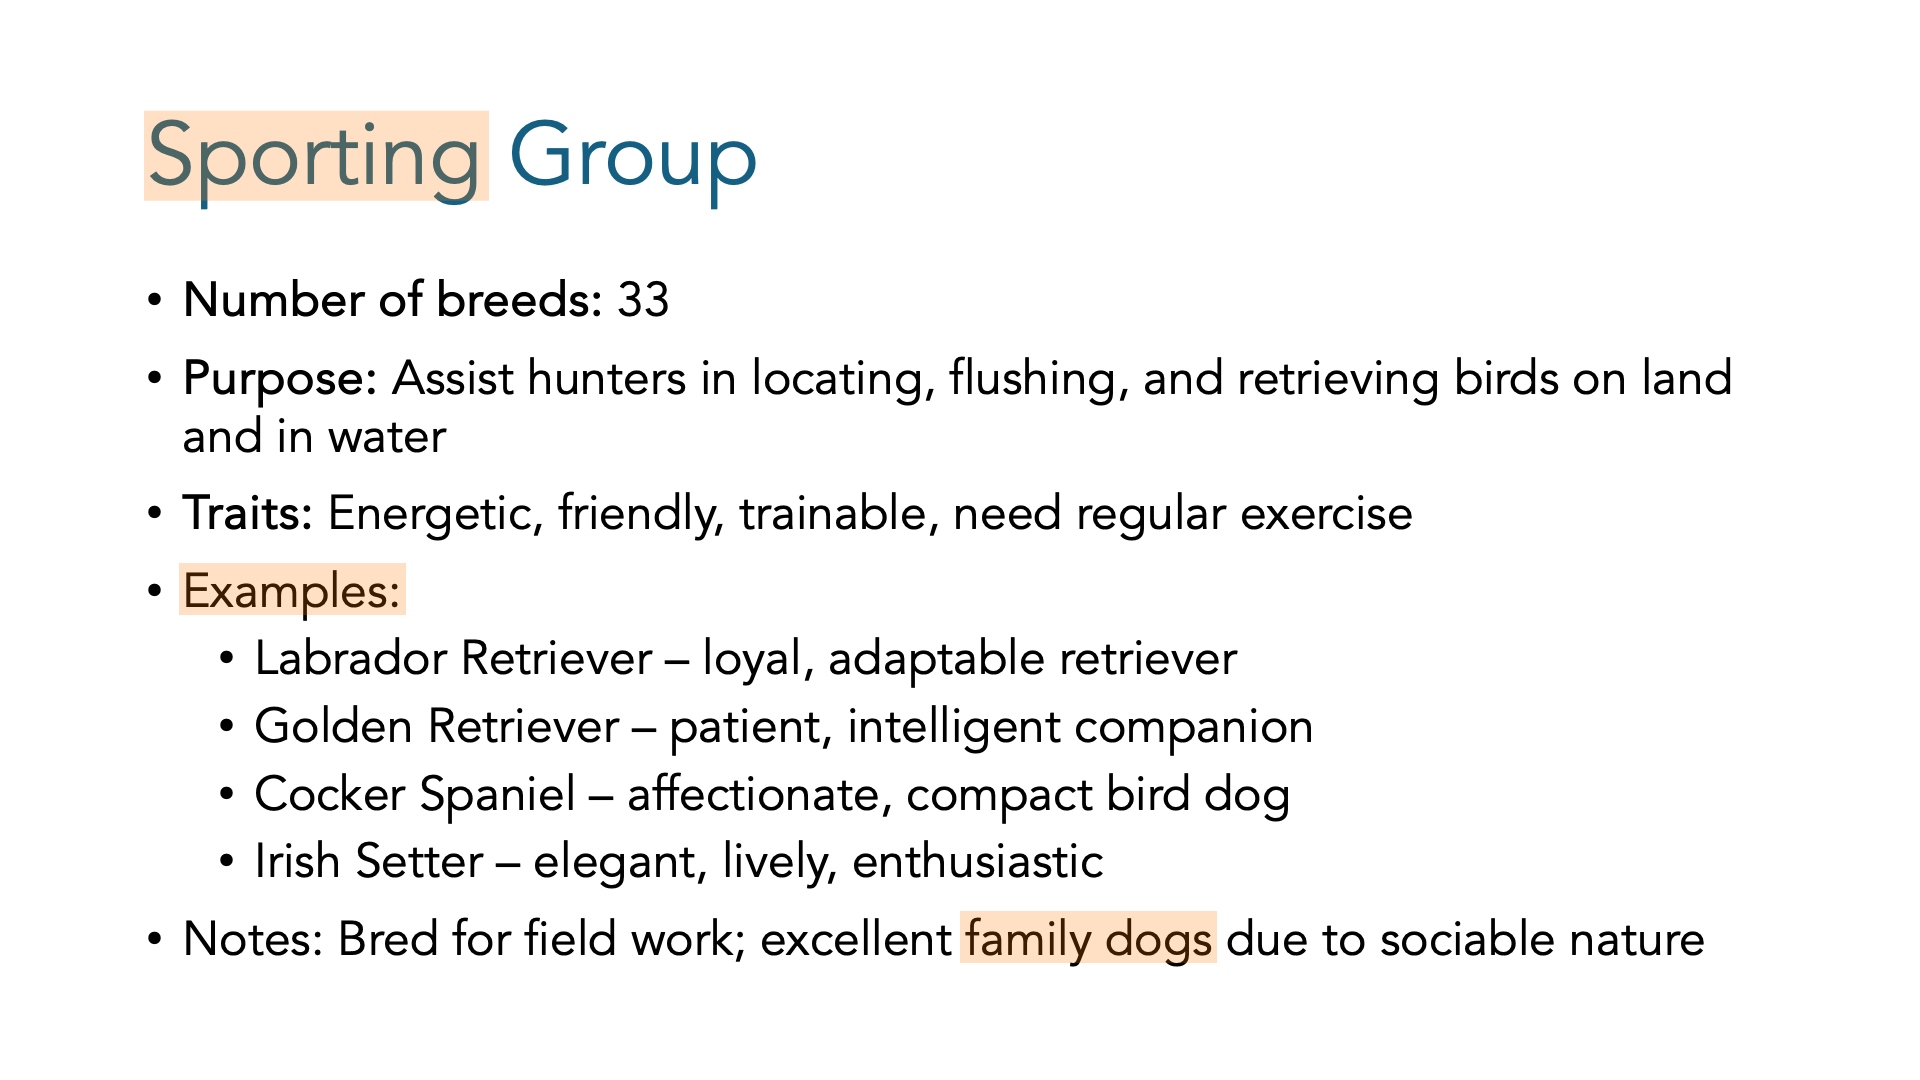 Sporting Group
• Number of breeds: 33
• Purpose: Assist hunters in locating, flushing, and retrieving birds on land
and in water
• Traits: Energetic, friendly, trainable, need regular exercise
• Examples:
• Labrador Retriever – loyal, adaptable retriever
• Golden Retriever – patient, intelligent companion
• Cocker Spaniel – affectionate, compact bird dog
• Irish Setter – elegant, lively, enthusiastic
• Notes: Bred for field work; excellent family dogs due to sociable nature